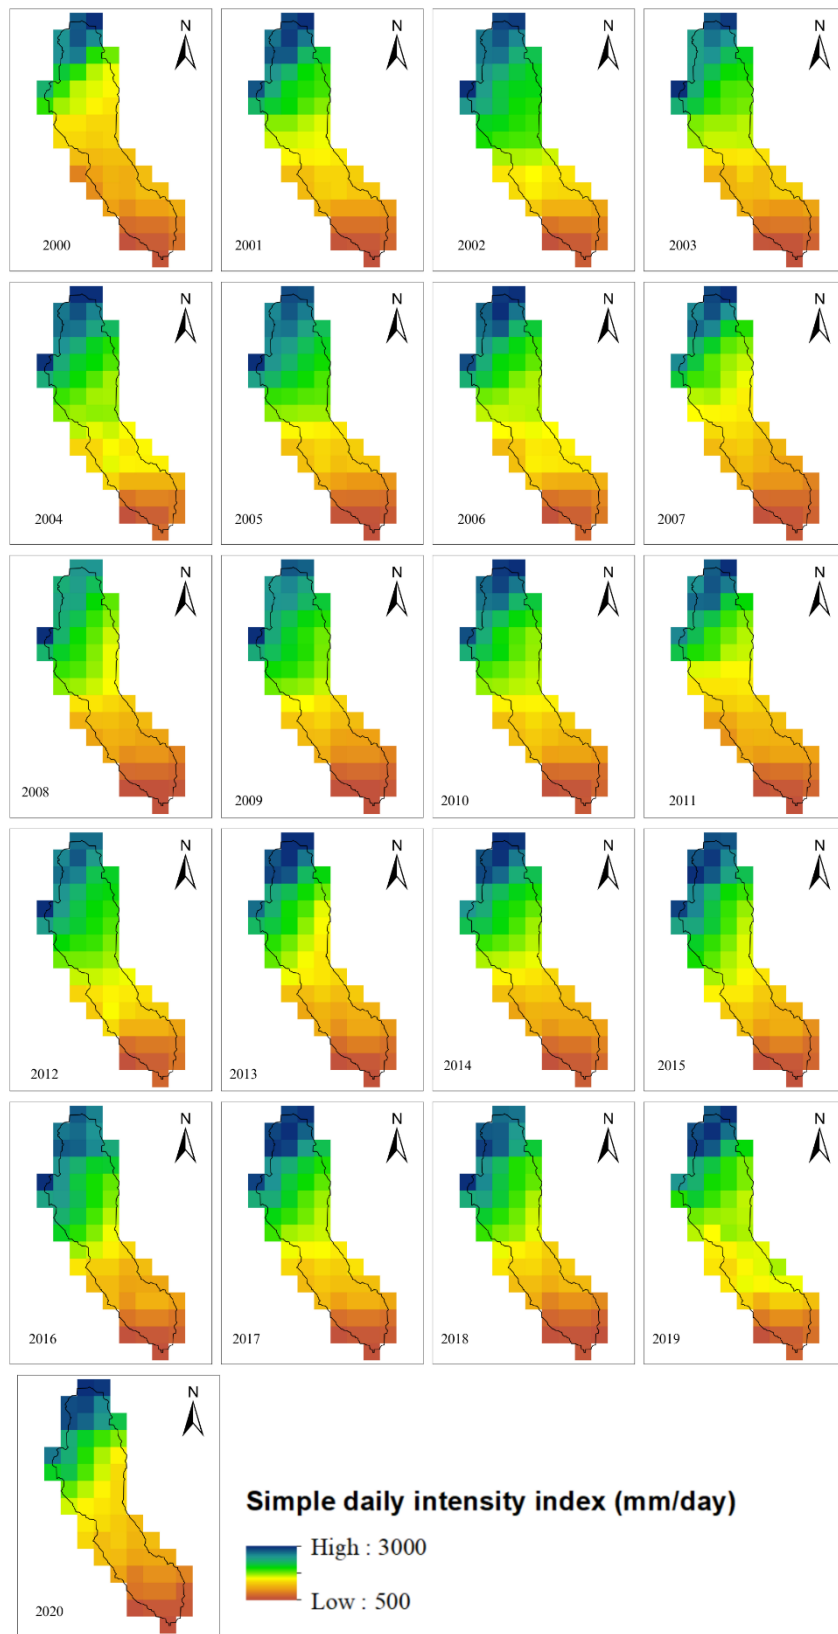 N N N N
2000 2001 2002 2003
N N N N
2004 2005 2006 2007
N N N N
2008 2009 2010 2011
N N N N
2012 2013 2014 2015
N N N N
2016 2017 2018 2019
N
Simple daily intensity index (mm/day)
High : 3000
Low : 500
2020